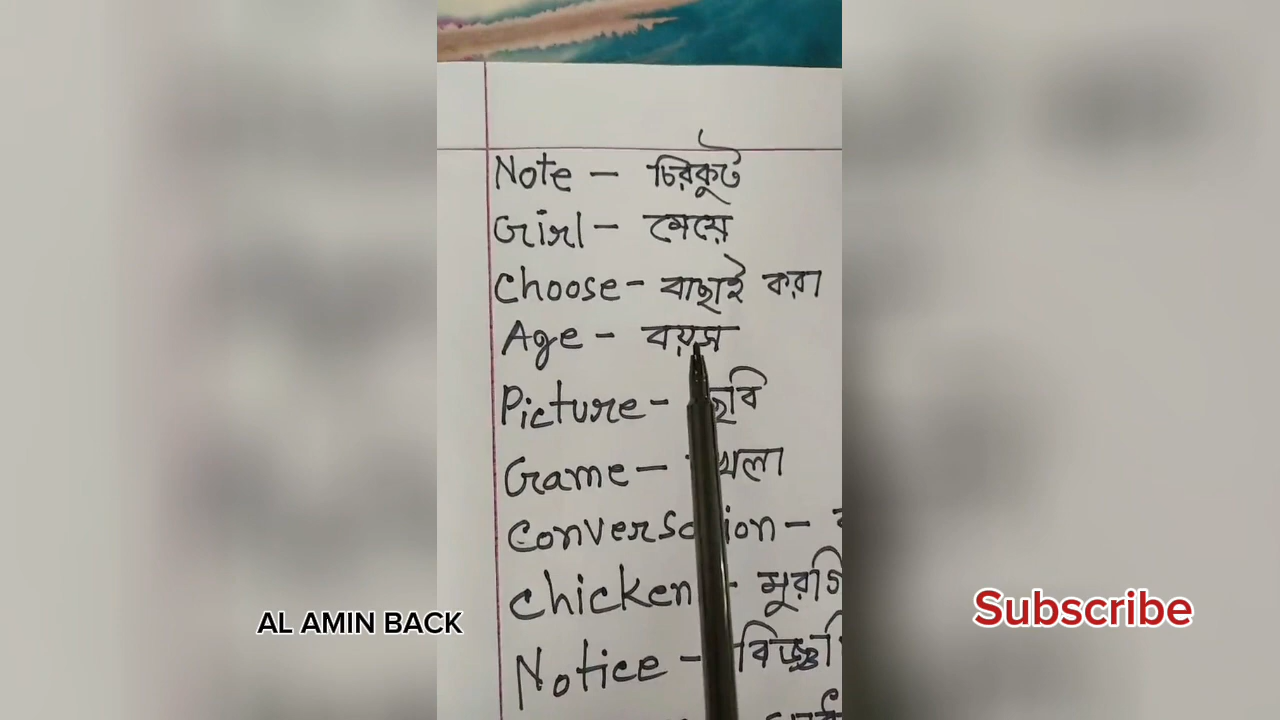 Note – চিরকুট
Girl – মেয়ে
Choose – বাছাই করা
Age – বয়স
Picture – ছবি
Game – খেলা
Conversation –
Chicken – মুরগি
Notice –
AL AMIN BACK
Subscribe